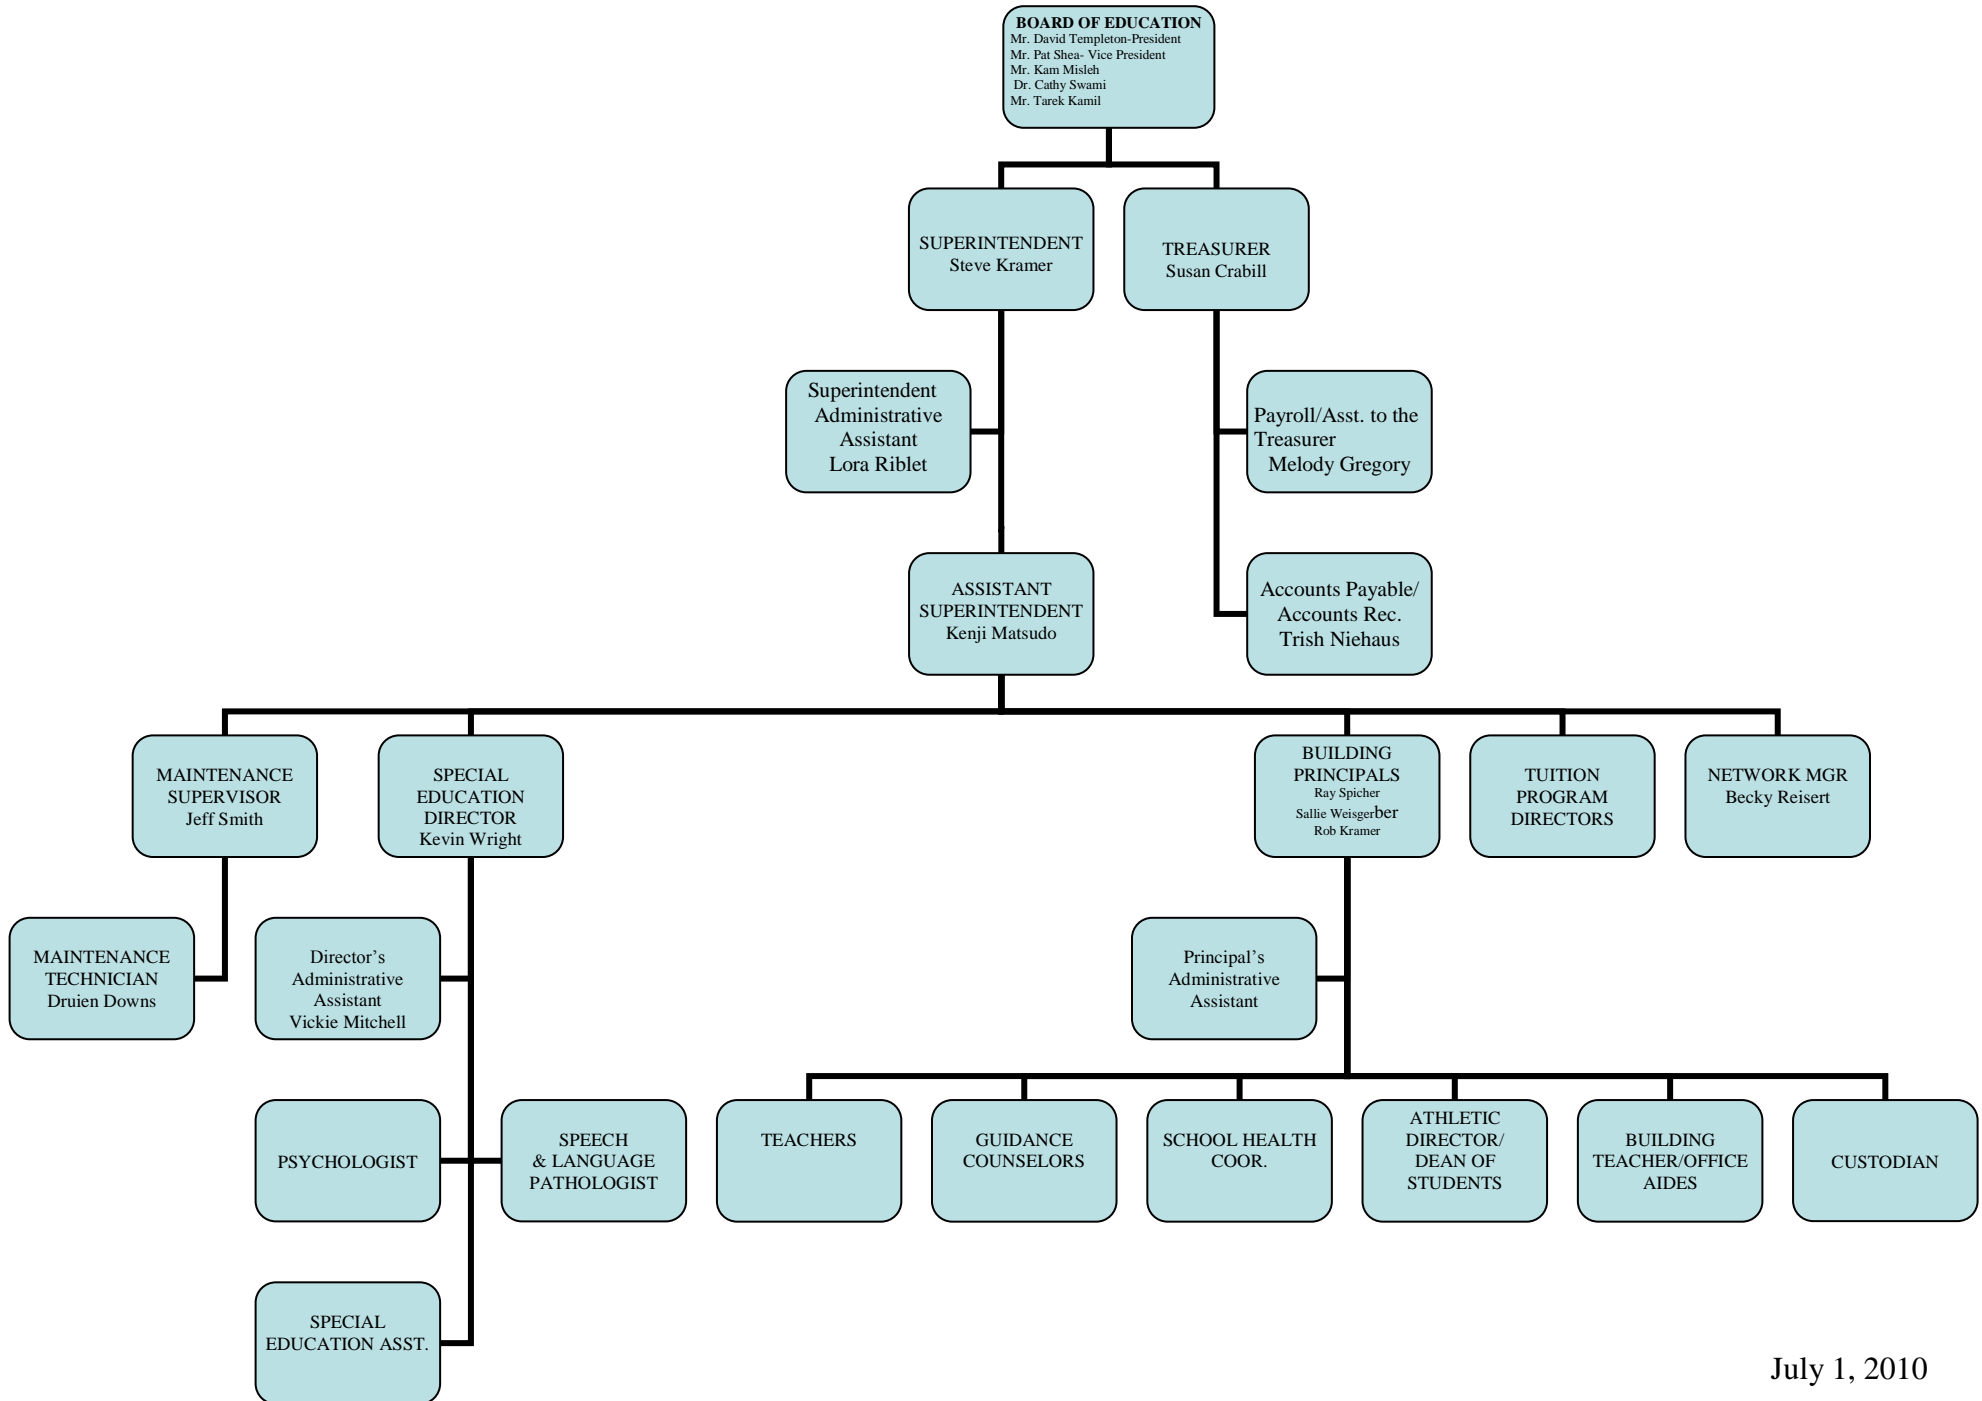 BOARD OF EDUCATION
Mr. David Templeton-President
Mr. Pat Shea- Vice President
Mr. Kam Misleh
Dr. Cathy Swami
Mr. Tarek Kamil
SUPERINTENDENT
Steve Kramer
TREASURER
Susan Crabill
Superintendent
Administrative
Assistant
Lora Riblet
Payroll/Asst. to the
Treasurer
Melody Gregory
ASSISTANT
SUPERINTENDENT
Kenji Matsudo
Accounts Payable/
Accounts Rec.
Trish Niehaus
MAINTENANCE
SUPERVISOR
Jeff Smith
SPECIAL
EDUCATION
DIRECTOR
Kevin Wright
BUILDING
PRINCIPALS
Ray Spicher
Sallie Weisgerber
Rob Kramer
TUITION
PROGRAM
DIRECTORS
NETWORK MGR
Becky Reisert
MAINTENANCE
TECHNICIAN
Druien Downs
Director’s
Administrative
Assistant
Vickie Mitchell
Principal’s
Administrative
Assistant
PSYCHOLOGIST
SPEECH
& LANGUAGE
PATHOLOGIST
TEACHERS
GUIDANCE
COUNSELORS
SCHOOL HEALTH
COOR.
ATHLETIC
DIRECTOR/
DEAN OF
STUDENTS
BUILDING
TEACHER/OFFICE
AIDES
CUSTODIAN
SPECIAL
EDUCATION ASST.
July 1, 2010